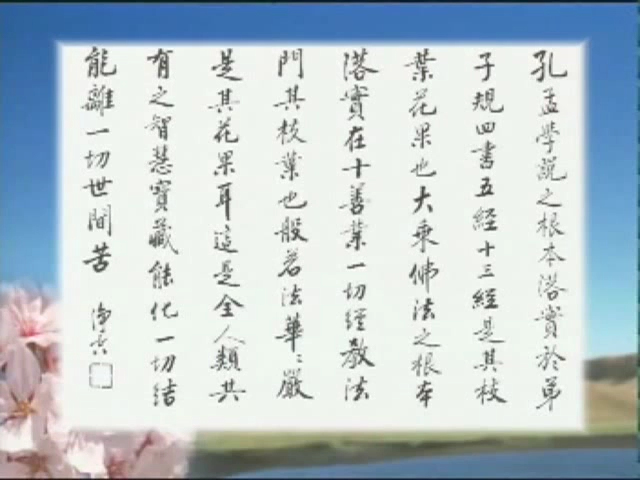 孔孟學說之根本落實於弟
子規四書五經十三經是其枝
葉花果也大乘佛法之根本
落實在十善業一切經教法
門其枝葉也般若法華〻嚴
是其花果耳這是全人類共
有之智慧寶藏能化一切結
能離一切世間苦